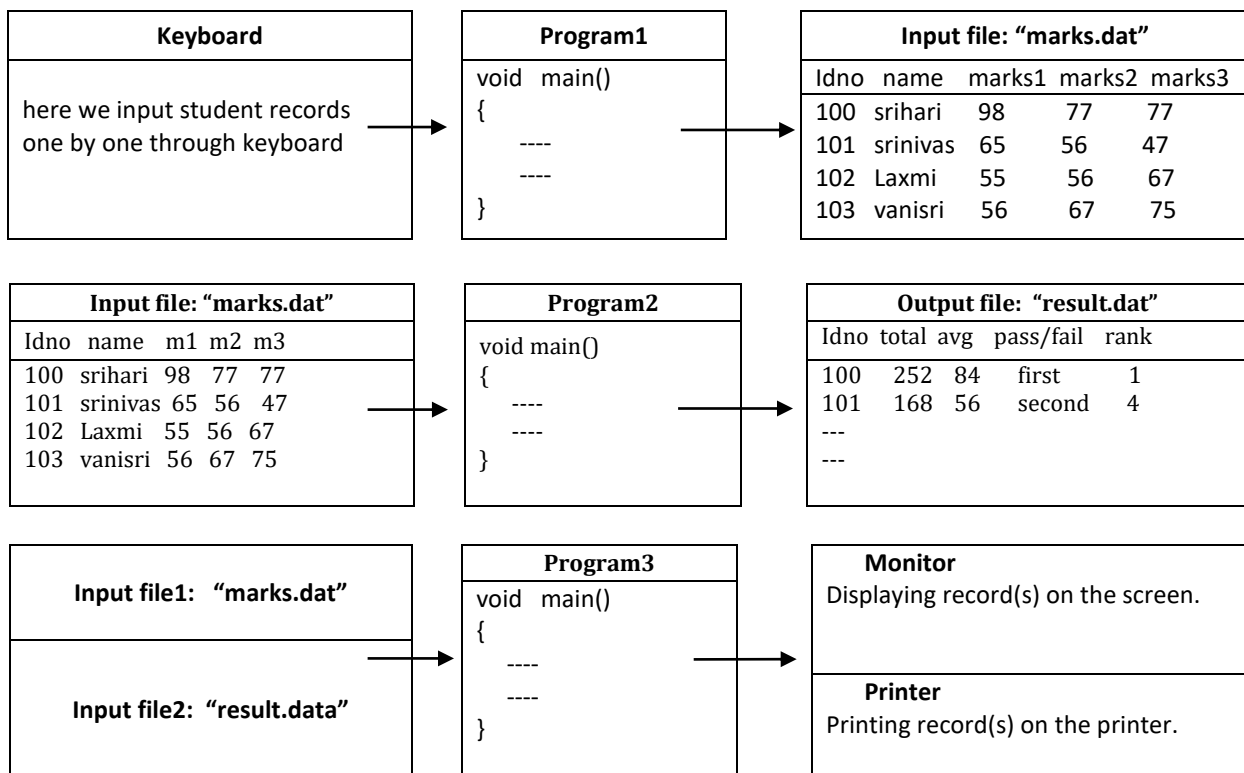 Keyboard
here we input student records
one by one through keyboard
Program1
void main()
{
----
----
}
Input file: “marks.dat”
Idno name marks1 marks2 marks3
100 srihari 98 77 77
101 srinivas 65 56 47
102 Laxmi 55 56 67
103 vanisri 56 67 75
Input file: “marks.dat”
Idno name m1 m2 m3
100 srihari 98 77 77
101 srinivas 65 56 47
102 Laxmi 55 56 67
103 vanisri 56 67 75
Program2
void main()
{
----
----
}
Output file: “result.dat”
Idno total avg pass/fail rank
100 252 84 first 1
101 168 56 second 4
---
---
Input file1: “marks.dat”
Input file2: “result.data”
Program3
void main()
{
----
----
}
Monitor
Displaying record(s) on the screen.
Printer
Printing record(s) on the printer.